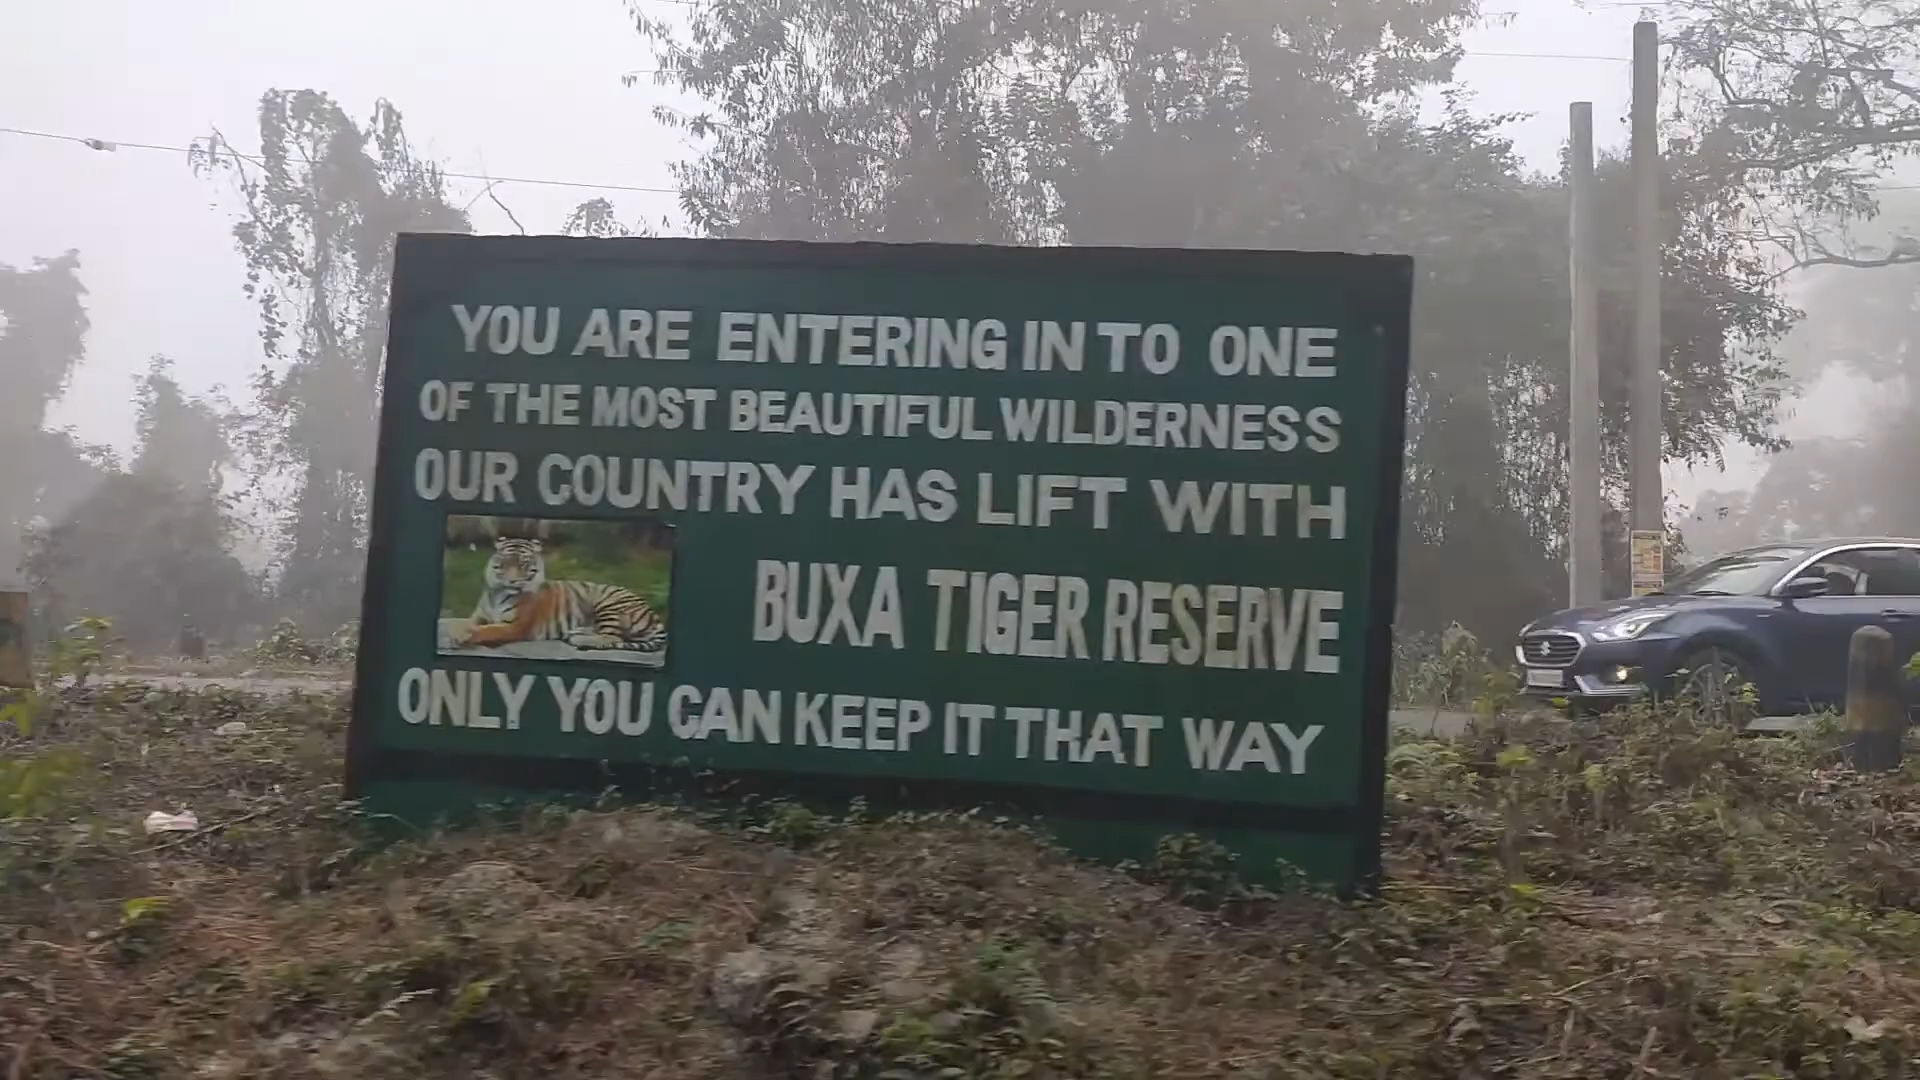 YOU ARE ENTERING IN TO ONE
OF THE MOST BEAUTIFUL WILDERNESS
OUR COUNTRY HAS LIFT WITH
BUXA TIGER RESERVE
ONLY YOU CAN KEEP IT THAT WAY